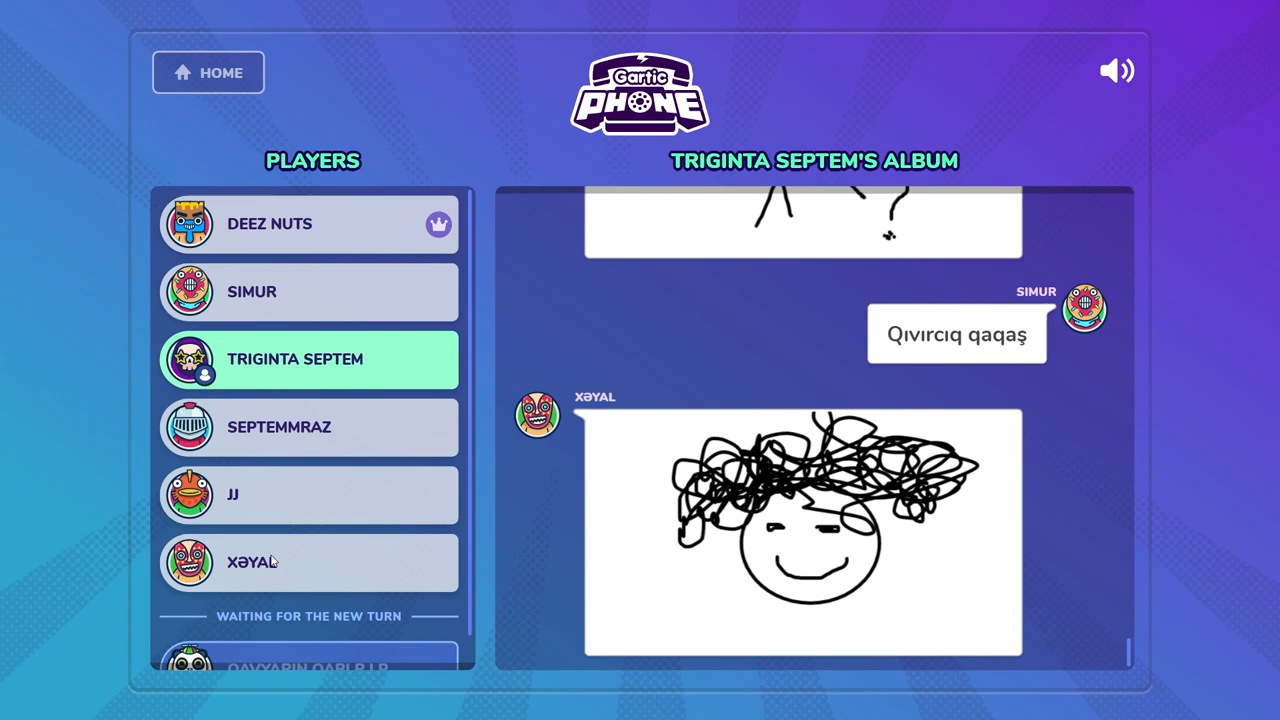 HOME
Gartic
PHONE
PLAYERS
TRIGINTA SEPTEM'S ALBUM
DEEZ NUTS
SIMUR
TRIGINTA SEPTEM
SEPTEMMRAZ
JJ
XƏYAL
WAITING FOR THE NEW TURN
SIMUR
Qıvırcıq qaqaş
XƏYAL